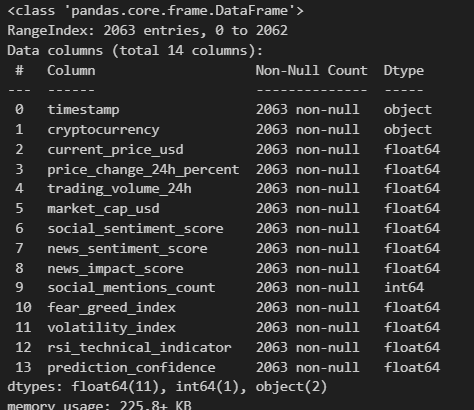 <class 'pandas.core.frame.DataFrame'>
RangeIndex: 2063 entries, 0 to 2062
Data columns (total 14 columns):
 #   Column                    Non-Null Count  Dtype
---  ------                    --------------  -----
 0   timestamp                 2063 non-null   object
 1   cryptocurrency            2063 non-null   object
 2   current_price_usd         2063 non-null   float64
 3   price_change_24h_percent  2063 non-null   float64
 4   trading_volume_24h        2063 non-null   float64
 5   market_cap_usd            2063 non-null   float64
 6   social_sentiment_score    2063 non-null   float64
 7   news_sentiment_score      2063 non-null   float64
 8   news_impact_score         2063 non-null   float64
 9   social_mentions_count     2063 non-null   int64
 10  fear_greed_index          2063 non-null   float64
 11  volatility_index          2063 non-null   float64
 12  rsi_technical_indicator   2063 non-null   float64
 13  prediction_confidence     2063 non-null   float64
dtypes: float64(11), int64(1), object(2)
memory usage: 225.8+ KB